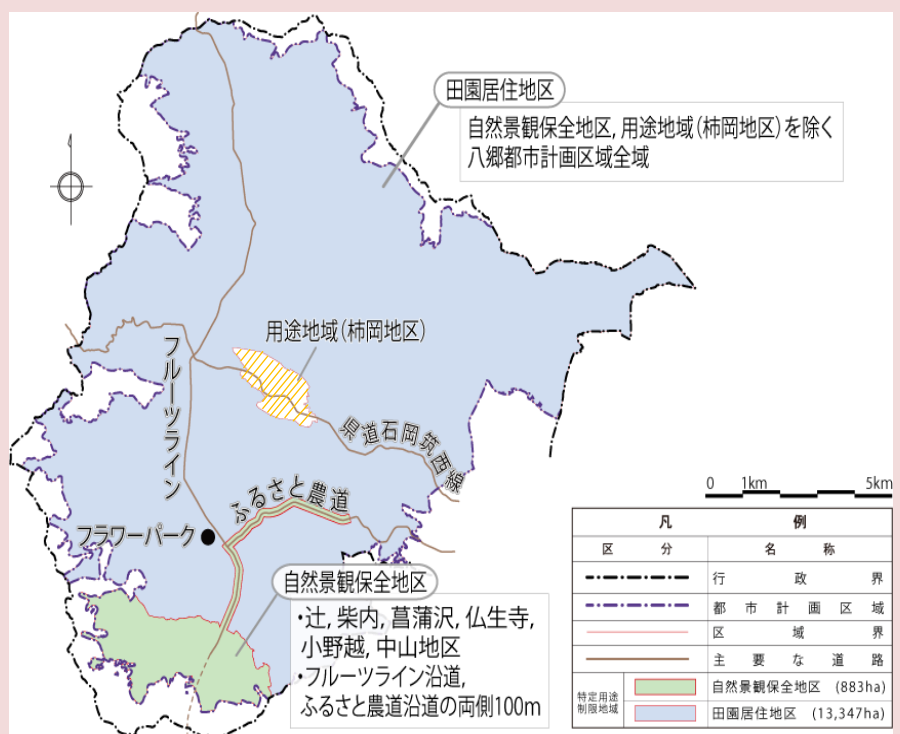 田園居住地区
自然景観保全地区,用途地域(柿岡地区)を除く
八郷都市計画区域全域
用途地域(柿岡地区)
フルーツライン
県道石岡筑西線
ふるさと農道
フラワーパーク
自然景観保全地区
・辻,柴内,菖蒲沢,仏生寺,
小野越,中山地区
・フルーツライン沿道,
ふるさと農道沿道の両側100m
0 1km 5km
凡例
区分 名称
行政界
都市計画区域
区域界
主要な道路
特定用途
制限地域
自然景観保全地区 (883ha)
田園居住地区 (13,347ha)